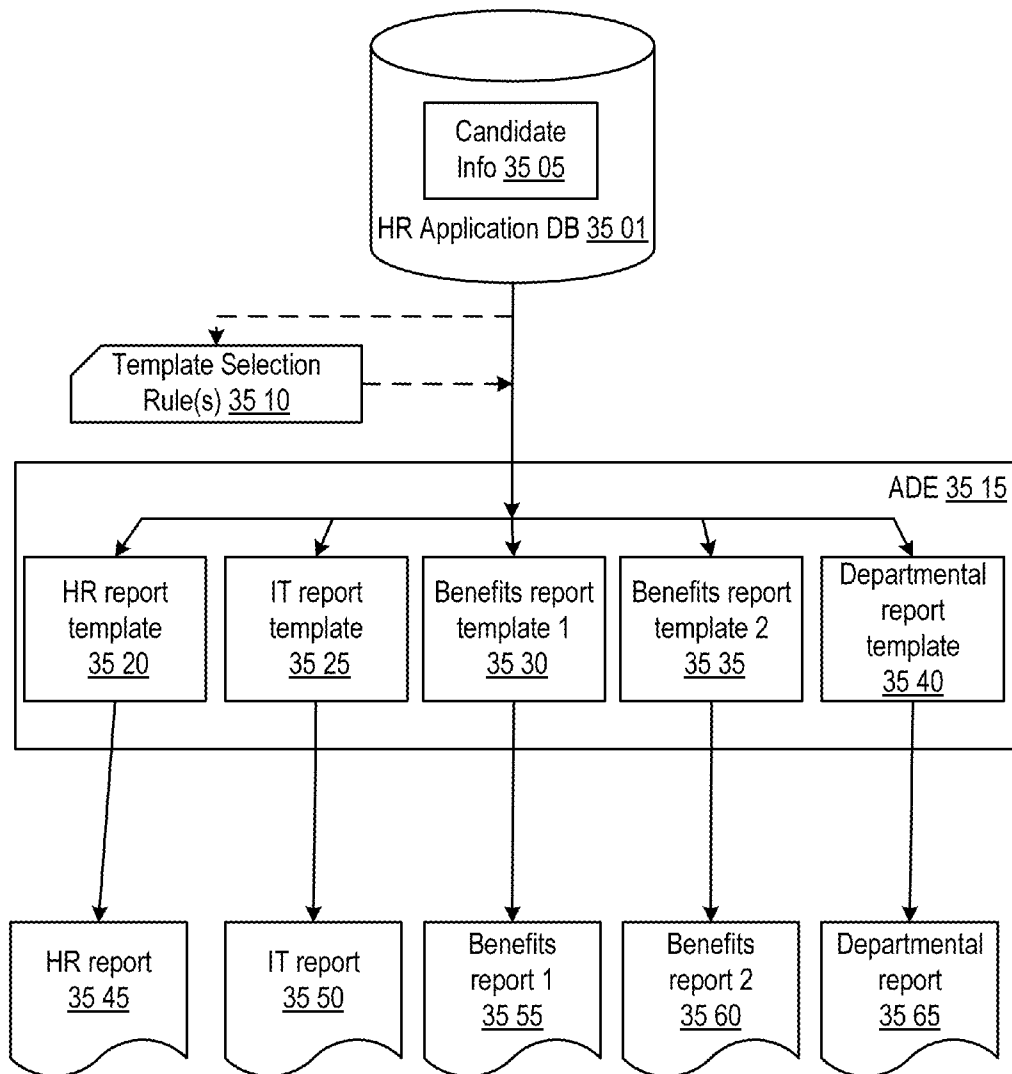 Candidate
Info 35 05
HR Application DB 35 01
Template Selection
Rule(s) 35 10
ADE 35 15
HR report
template
35 20
IT report
template
35 25
Benefits report
template 1
35 30
Benefits report
template 2
35 35
Departmental
report
template
35 40
HR report
35 45
IT report
35 50
Benefits
report 1
35 55
Benefits
report 2
35 60
Departmental
report
35 65